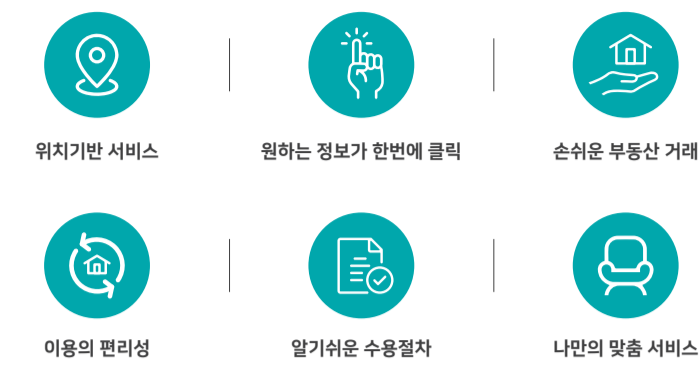 위치기반 서비스
원하는 정보가 한번에 클릭
손쉬운 부동산 거래
이용의 편리성
알기쉬운 수용절차
나만의 맞춤 서비스